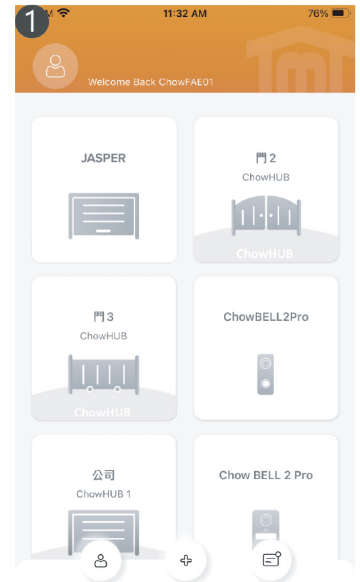 1
11:32 AM
76%
Welcome Back ChowFAE01
JASPER
門 2
ChowHUB
ChowHUB
門 3
ChowHUB
ChowHUB
ChowBELL2Pro
公司
ChowHUB 1
Chow BELL 2 Pro